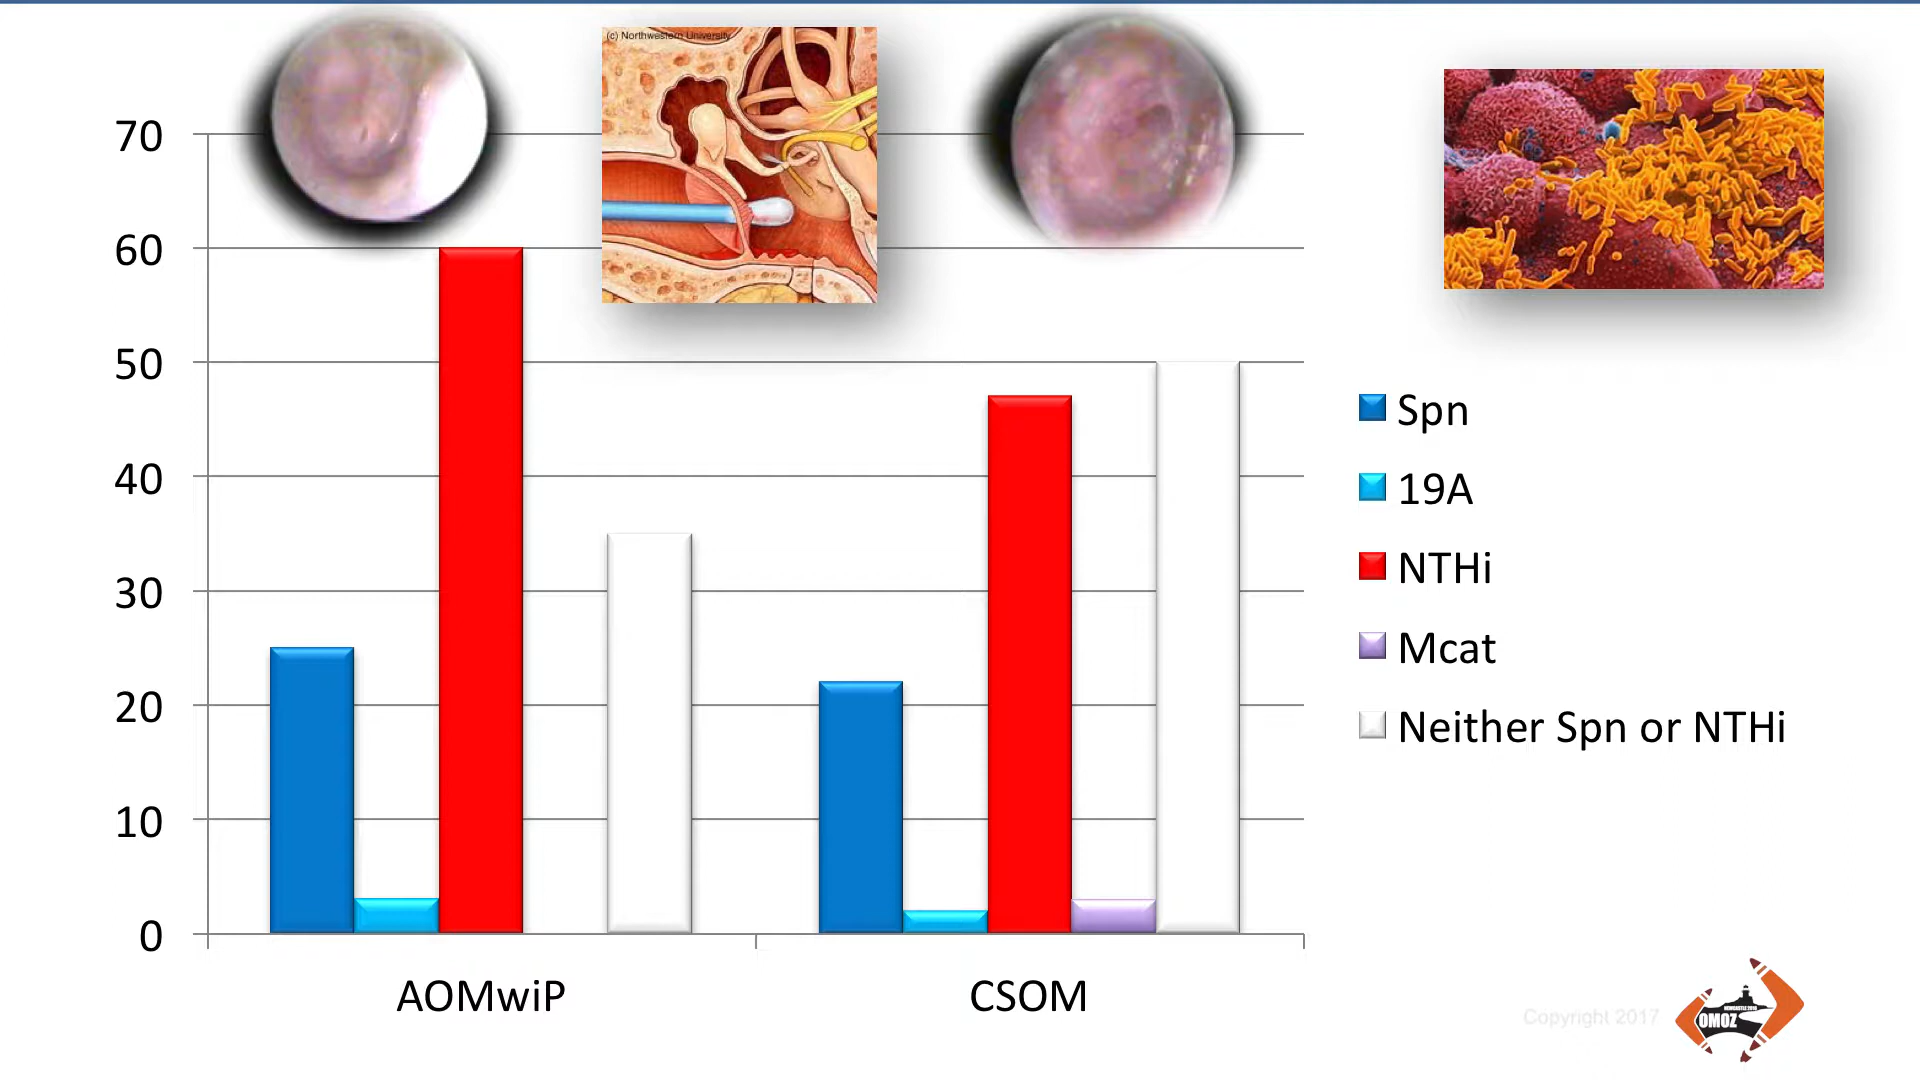 (c) Northwestern University
70
60
50
40
30
20
10
0
AOMwiP
CSOM
Spn
19A
NTHi
Mcat
Neither Spn or NTHi
Copyright 2017
OMOZ